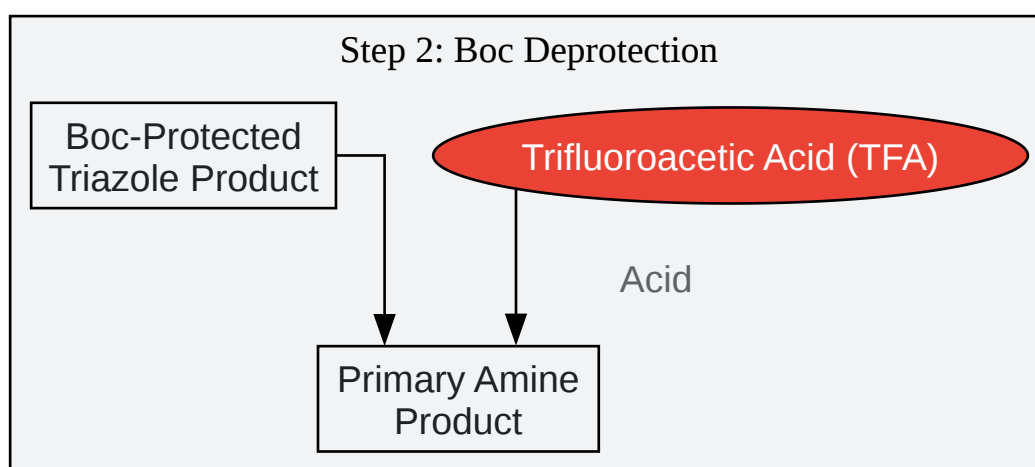 Step 2: Boc Deprotection
Boc-Protected
Triazole Product
Trifluoroacetic Acid (TFA)
Acid
Primary Amine
Product